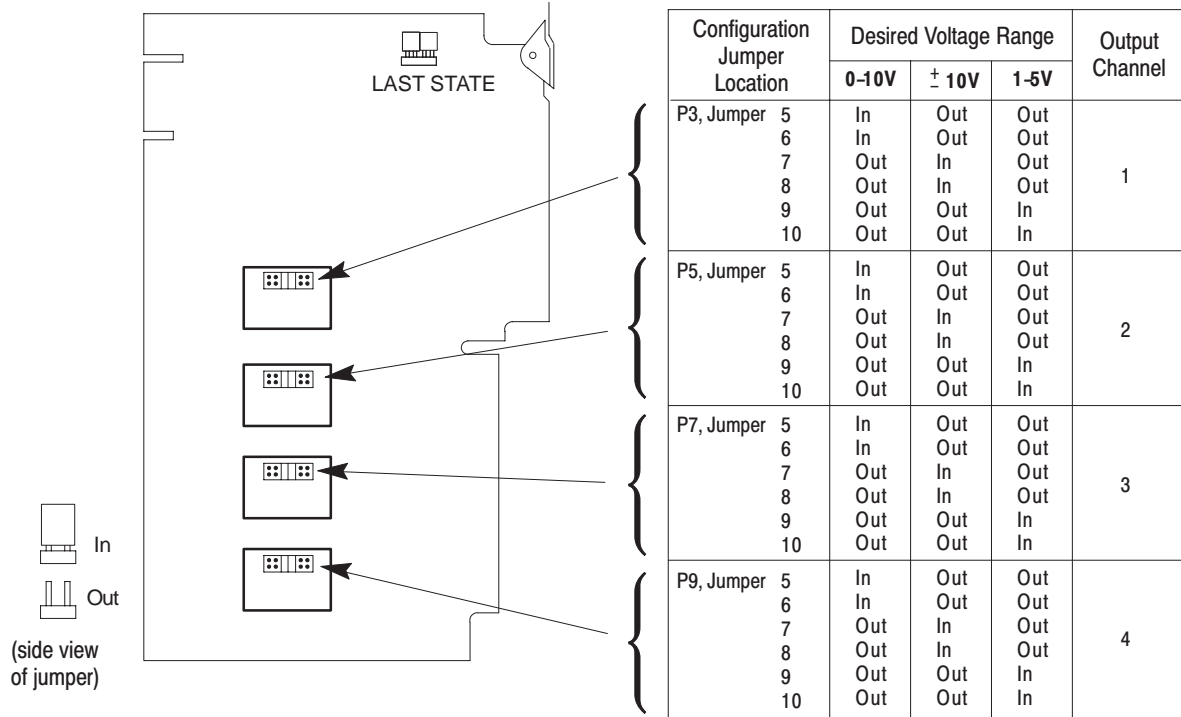 LAST STATE
In
Out
(side view
of jumper)
Configuration
Jumper
Location
Desired Voltage Range
Output
Channel
0-10V
± 10V
1-5V
P3, Jumper 5 In Out Out
6 In Out Out
7 Out In Out
8 Out In Out
9 Out Out In
10 Out Out In
1
P5, Jumper 5 In Out Out
6 In Out Out
7 Out In Out
8 Out In Out
9 Out Out In
10 Out Out In
2
P7, Jumper 5 In Out Out
6 In Out Out
7 Out In Out
8 Out In Out
9 Out Out In
10 Out Out In
3
P9, Jumper 5 In Out Out
6 In Out Out
7 Out In Out
8 Out In Out
9 Out Out In
10 Out Out In
4